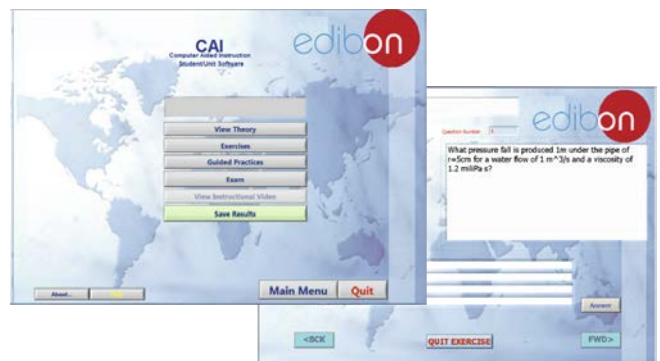 CAI
Computer Aided Instruction
Student/Unit Software
edibon
View Theory
Exercises
Guided Practices
Exam
View Instructional Video
Save Results
About...
Main Menu
Quit
edibon
Question Number
What pressure fall is produced 1m under the pipe of
r=5cm for a water flow of 1 m^3/s and a viscosity of
1.2 miliPa s?
Answer
<BCK
QUIT EXERCISE
FWD>